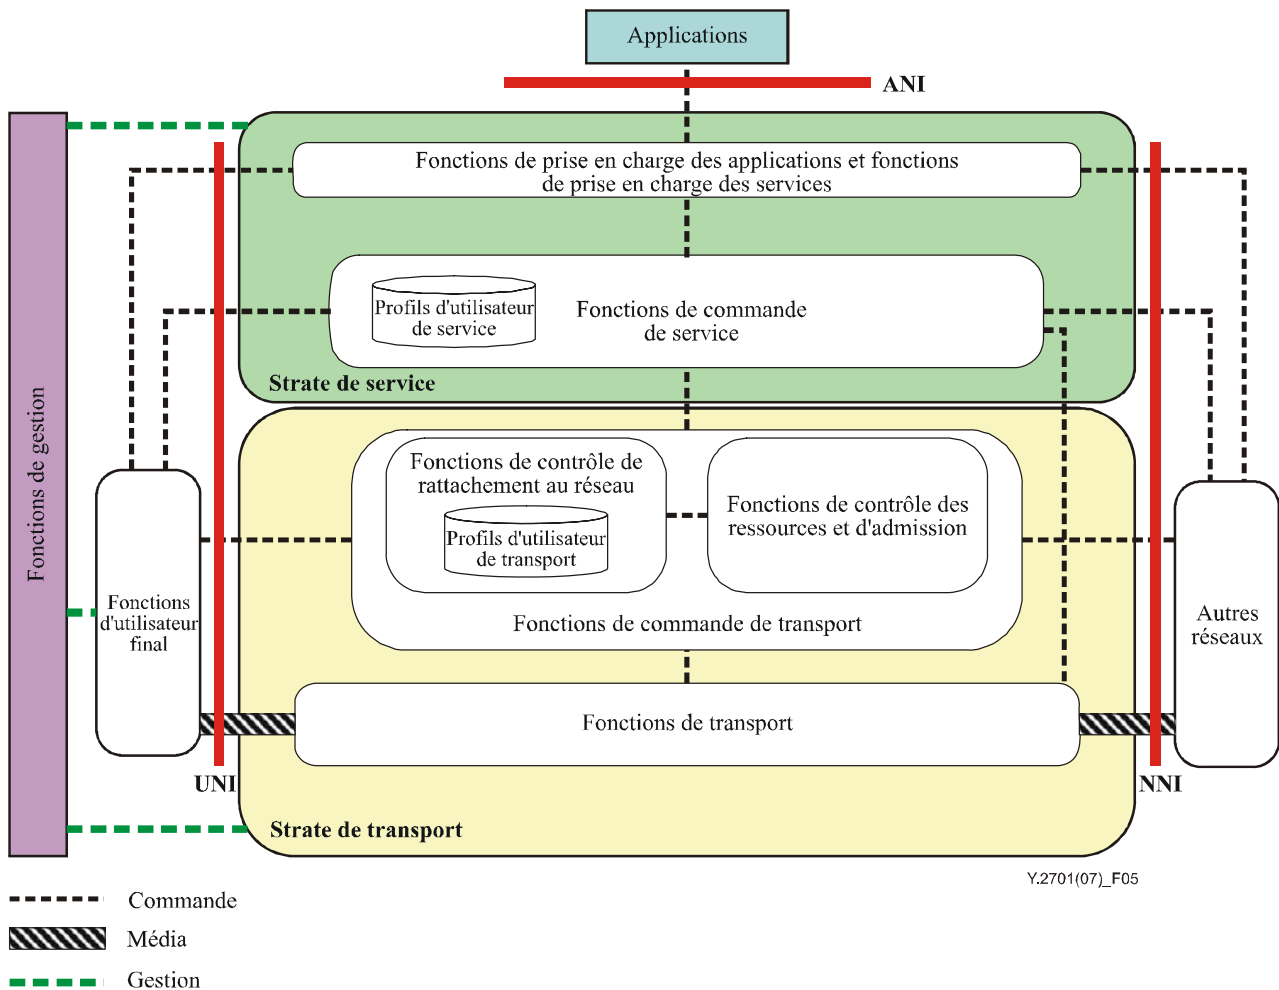 Applications
ANI
Fonctions de prise en charge des applications et fonctions
de prise en charge des services
Profils d'utilisateur
de service
Fonctions de commande
de service
Strate de service
Fonctions de gestion
Fonctions de contrôle de
rattachement au réseau
Profils d'utilisateur
de transport
Fonctions de contrôle des
ressources et d'admission
Fonctions de commande de transport
Fonctions
d'utilisateur
final
Autres
réseaux
Fonctions de transport
UNI
NNI
Strate de transport
Y.2701(07)_F05
Commande
Média
Gestion